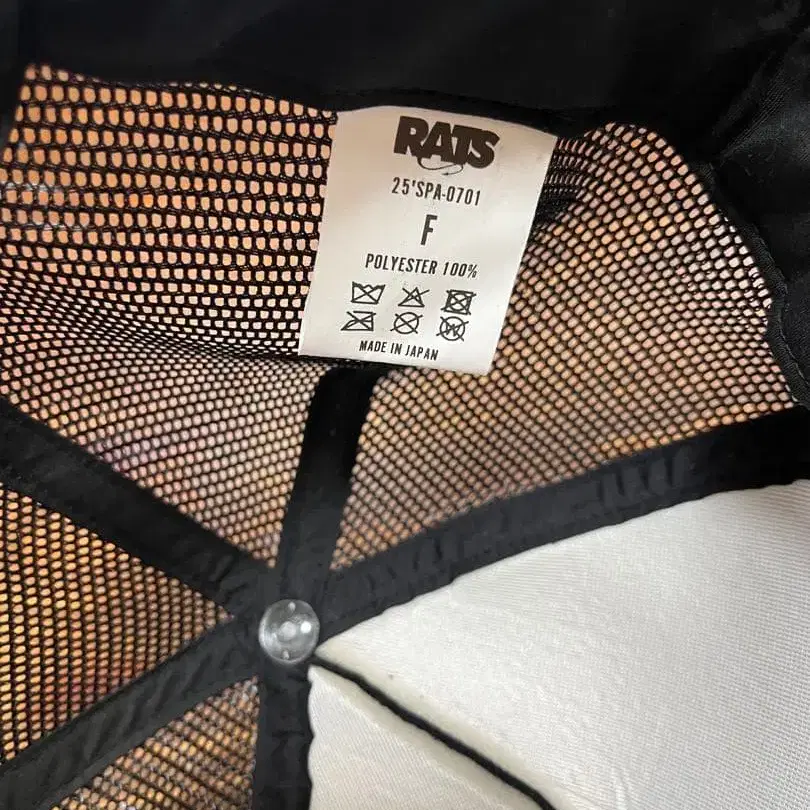 RATS
25'SPA-0701
F
POLYESTER 100%
W
MADE IN JAPAN